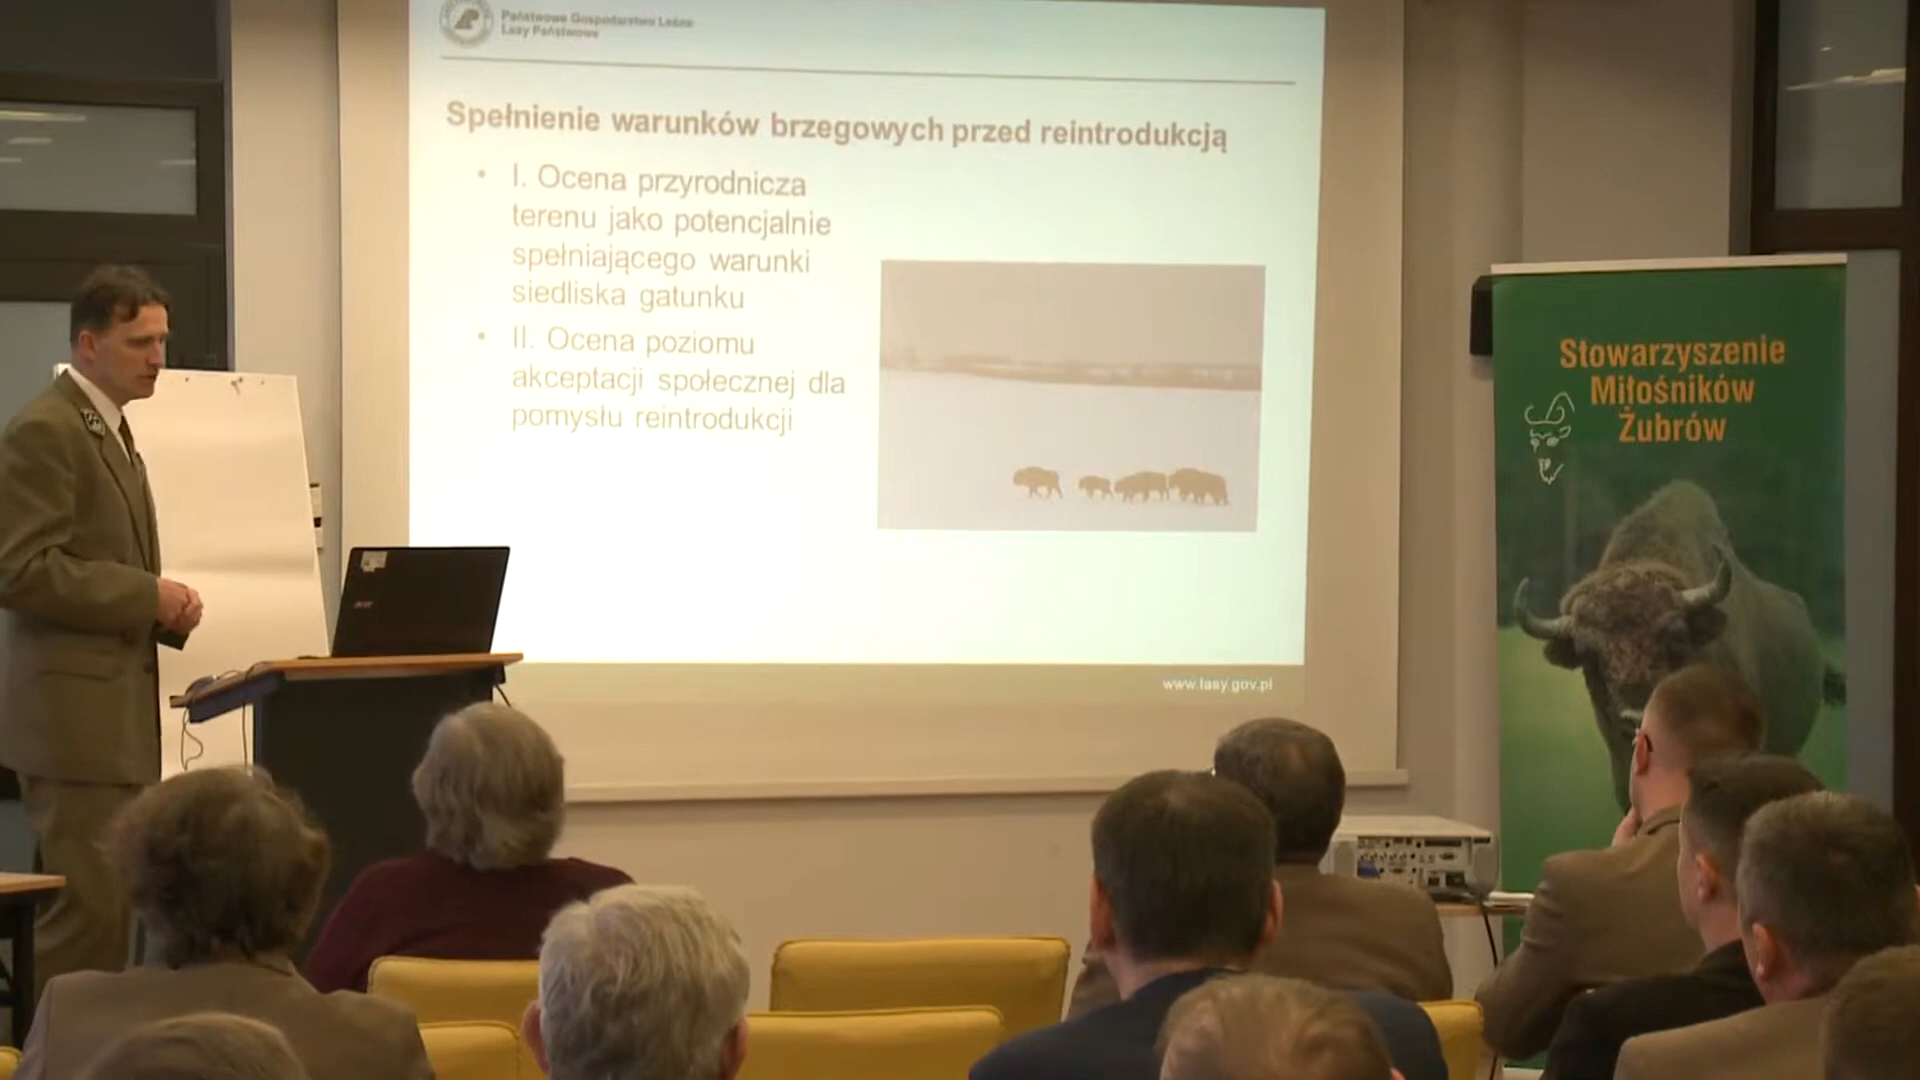 Państwowe Gospodarstwo Leśne
Lasy Państwowe
Spełnienie warunków brzegowych przed reintrodukcją
• I. Ocena przyrodnicza
terenu jako potencjalnie
spełniającego warunki
siedliska gatunku
• II. Ocena poziomu
akceptacji społecznej dla
pomysłu reintrodukcji
www.lasy.gov.pl
acer
Stowarzyszenie
Miłośników
Żubrów